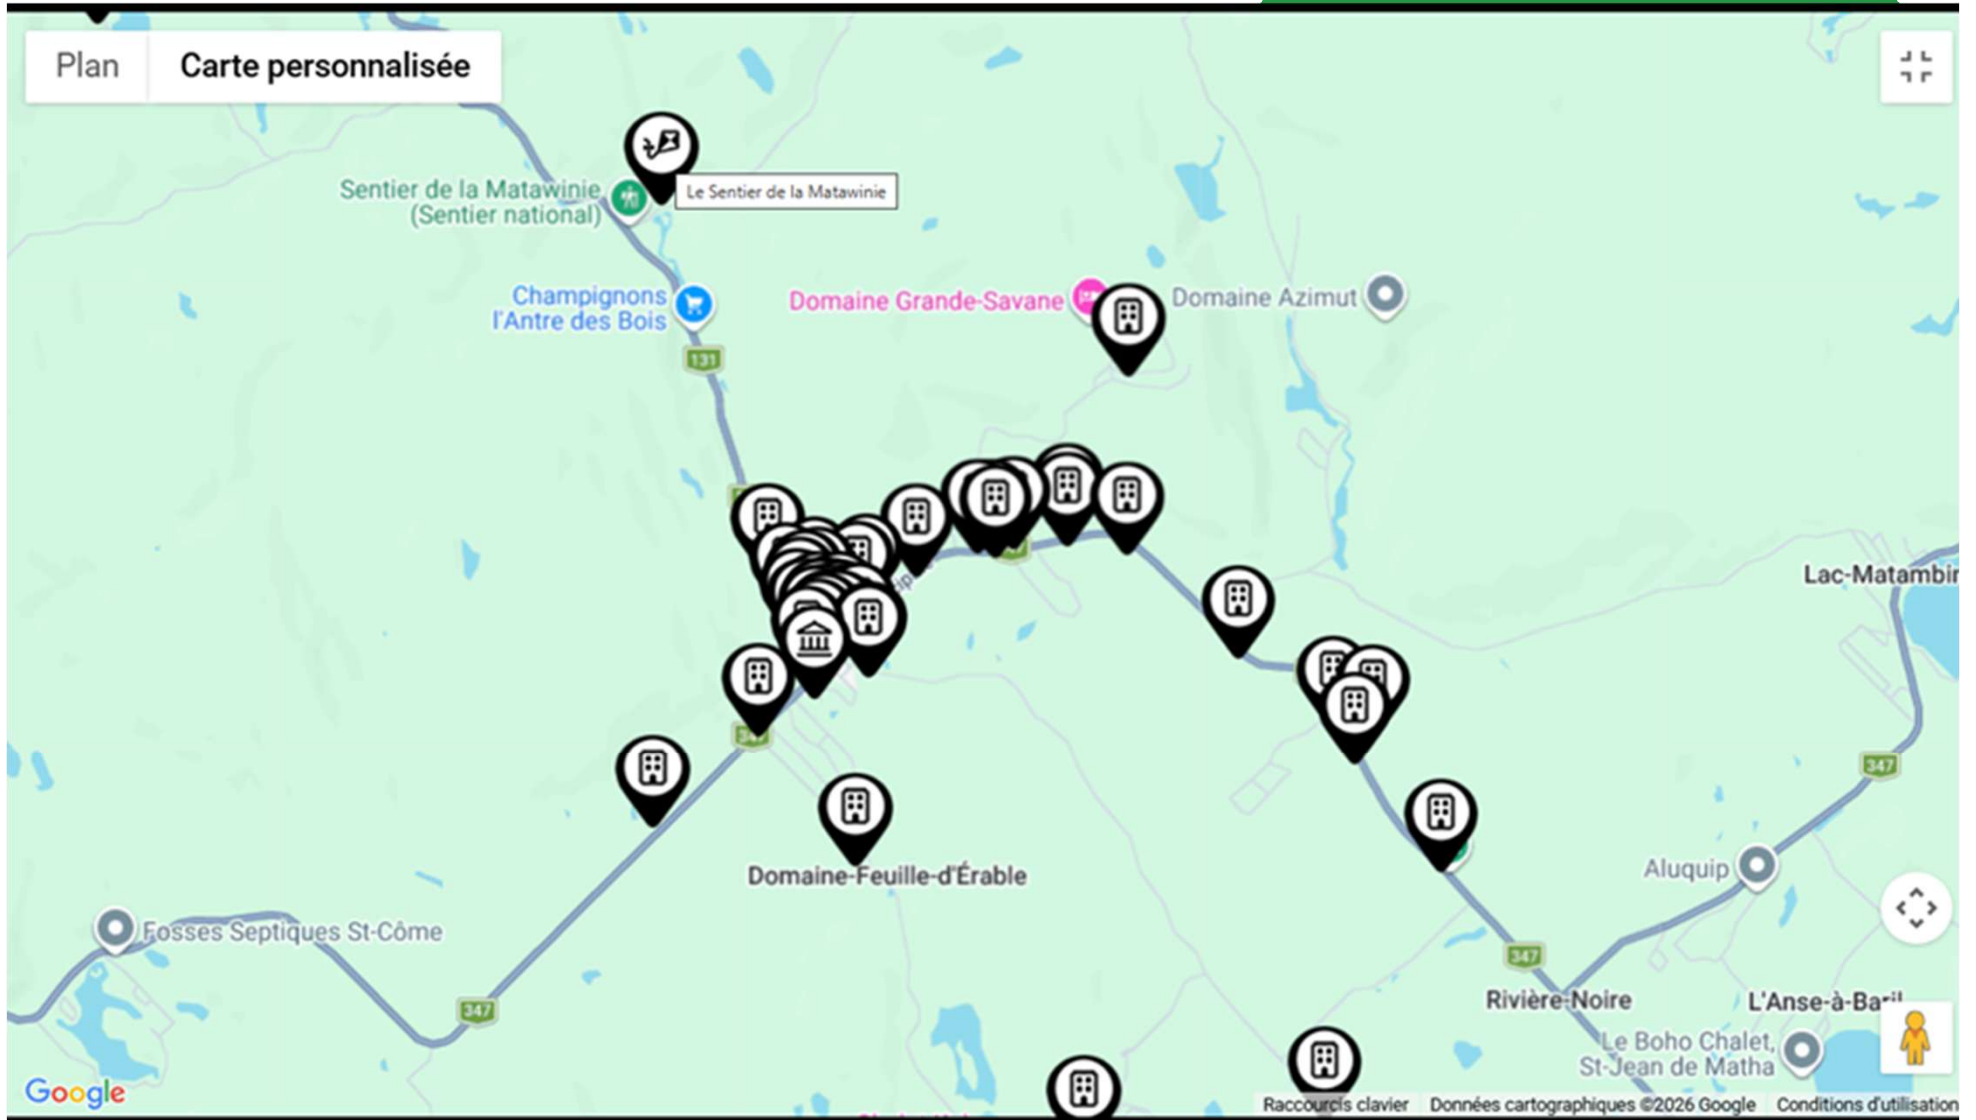 Plan
Carte personnalisée
Sentier de la Matawinie
(Sentier national)
Le Sentier de la Matawinie
Champignons
l'Antre des Bois
131
Domaine Grande-Savane
Domaine Azimut
Lac-Matambin
347
347
Domaine-Feuille-d'Érable
Aluquip
Fosses Septiques St-Côme
347
347
Rivière-Noire
L'Anse-à-Baril
Le Boho Chalet,
St-Jean de Matha
Google
Raccourcis clavier
Données cartographiques ©2026 Google
Conditions d'utilisation